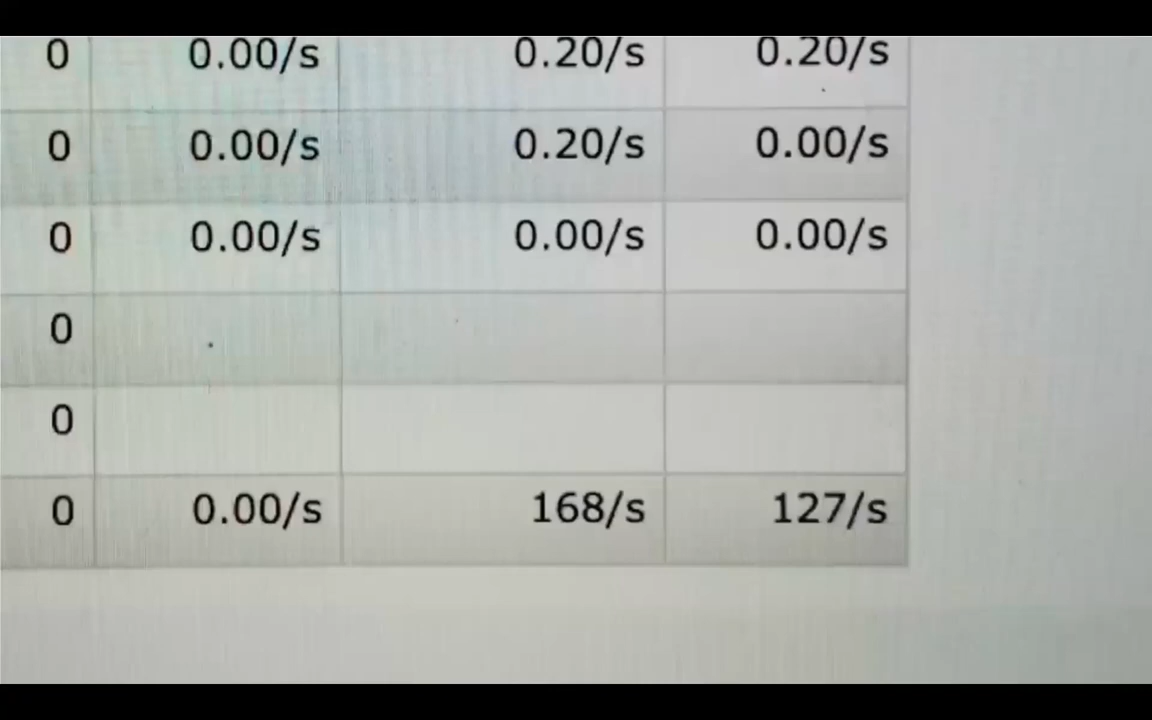 0 0.00/s 0.20/s 0.20/s
0 0.00/s 0.20/s 0.00/s
0 0.00/s 0.00/s 0.00/s
0
0
0 0.00/s 168/s 127/s